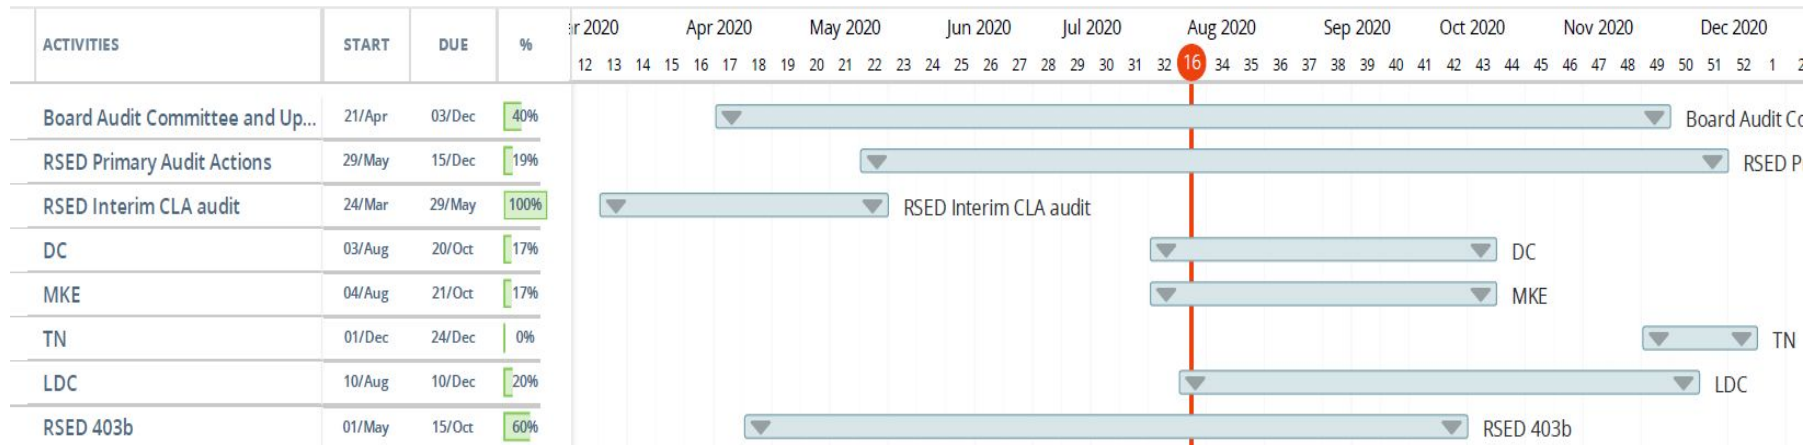 ACTIVITIES START DUE % r 2020 Apr 2020 May 2020 Jun 2020 Jul 2020 Aug 2020 Sep 2020 Oct 2020 Nov 2020 Dec 2020
12 13 14 15 16 17 18 19 20 21 22 23 24 25 26 27 28 29 30 31 32 16 34 35 36 37 38 39 40 41 42 43 44 45 46 47 48 49 50 51 52 1 2
Board Audit Committee and Up... 21/Apr 03/Dec 40% Board Audit Co
RSED Primary Audit Actions 29/May 15/Dec 19% RSED P
RSED Interim CLA audit 24/Mar 29/May 100% RSED Interim CLA audit
DC 03/Aug 20/Oct 17% DC
MKE 04/Aug 21/Oct 17% MKE
TN 01/Dec 24/Dec 0% TN
LDC 10/Aug 10/Dec 20% LDC
RSED 403b 01/May 15/Oct 60% RSED 403b